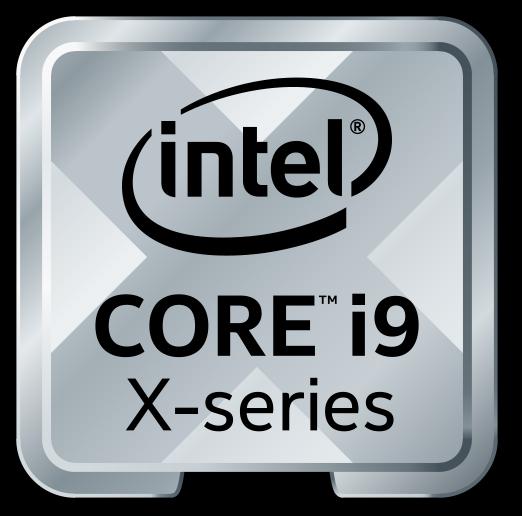 intel®
CORE™ i9
X-series